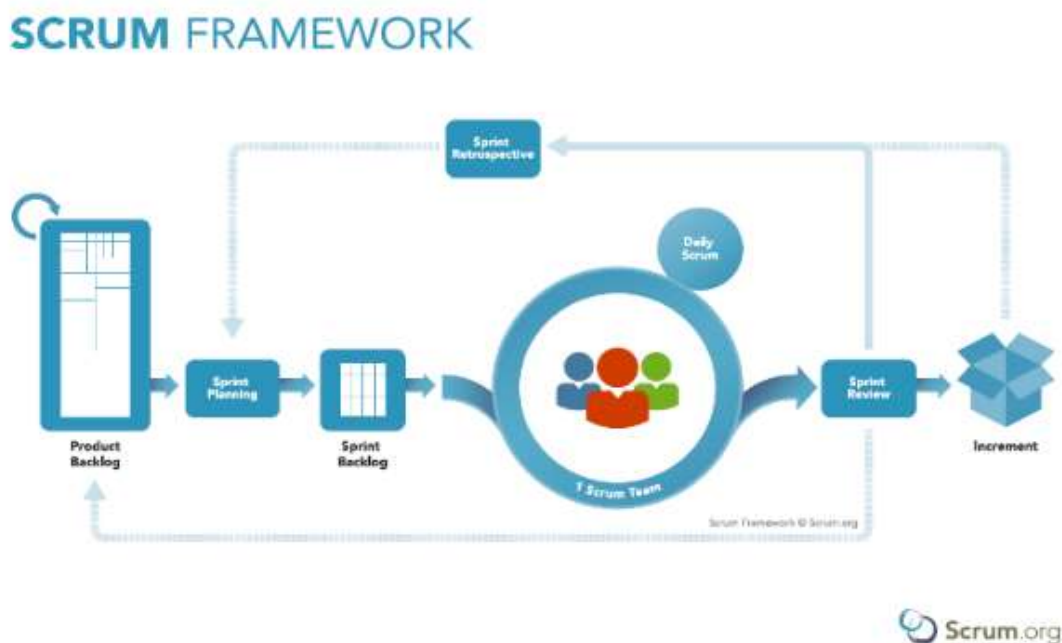 SCRUM FRAMEWORK
Sprint
Retrospective
Daily
Scrum
Sprint
Planning
Sprint
Review
Product
Backlog
Sprint
Backlog
Increment
1 Scrum Team
Scrum Framework © Scrum.org
Scrum.org